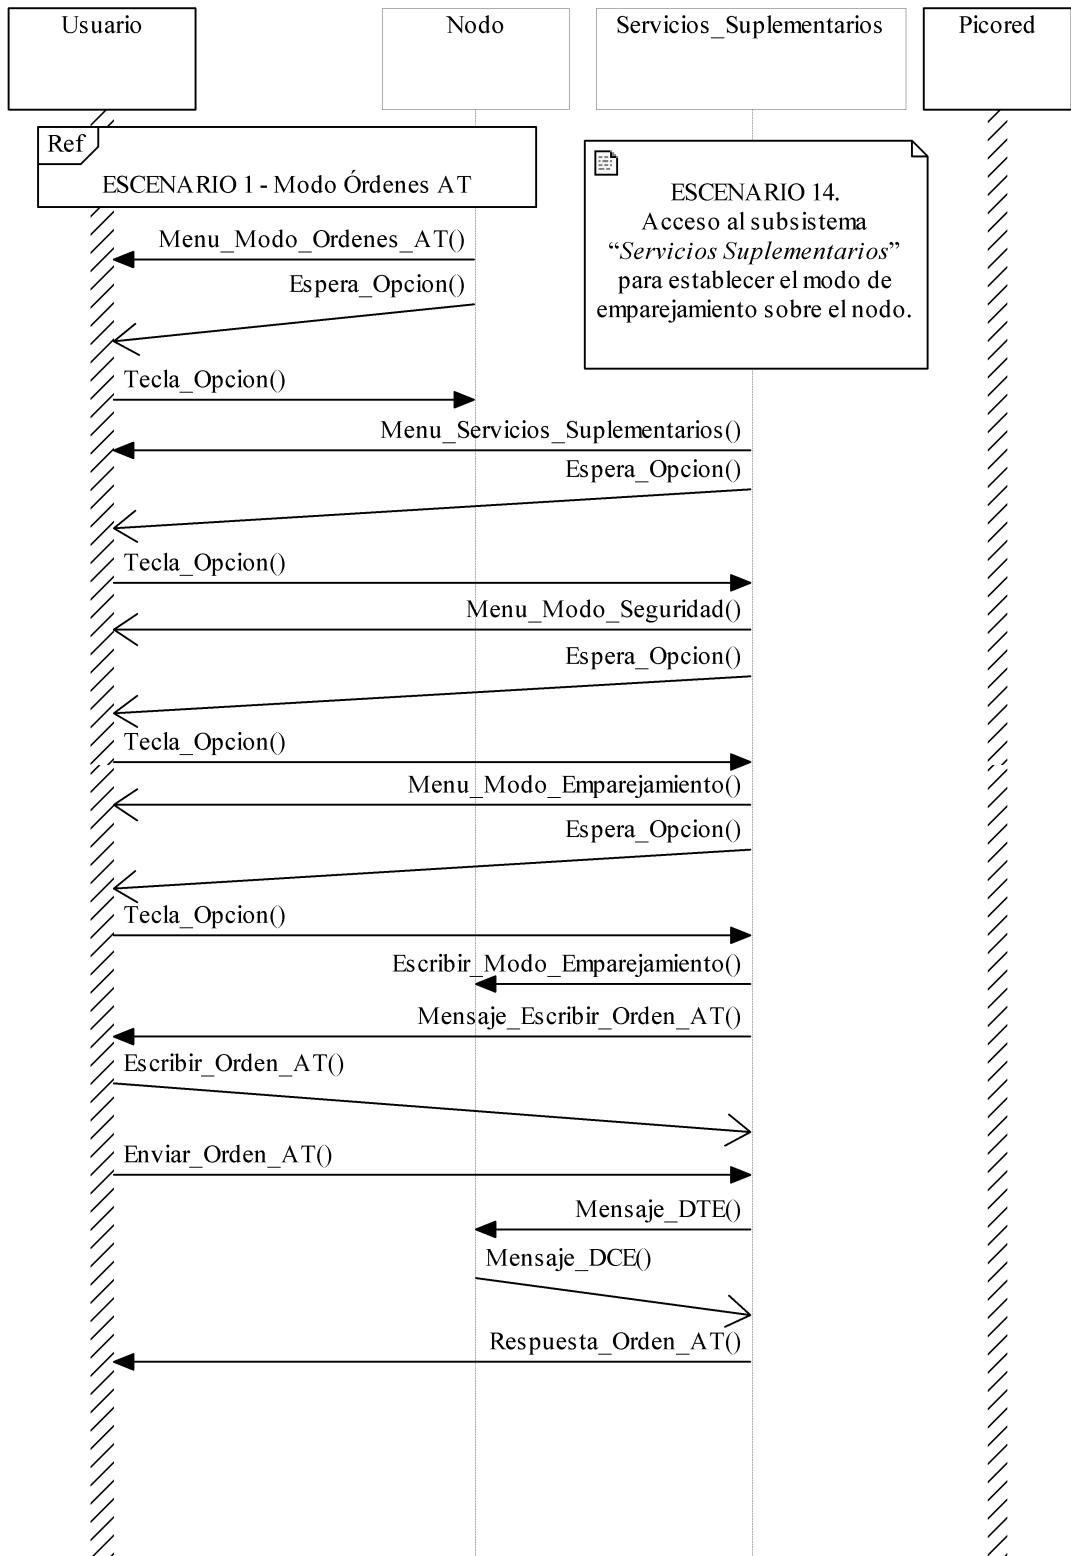 Usuario
Nodo
Servicios_Suplementarios
Picored
Ref
ESCENARIO 1 - Modo Órdenes AT
ESCENARIO 14.
Acceso al subsistema
“Servicios Suplementarios”
para establecer el modo de
emparejamiento sobre el nodo.
Menu_Modo_Ordenes_AT()
Espera_Opcion()
Tecla_Opcion()
Menu_Servicios_Suplementarios()
Espera_Opcion()
Tecla_Opcion()
Menu_Modo_Seguridad()
Espera_Opcion()
Tecla_Opcion()
Menu_Modo_Emparejamiento()
Espera_Opcion()
Tecla_Opcion()
Escribir_Modo_Emparejamiento()
Mensaje_Escribir_Orden_AT()
Escribir_Orden_AT()
Enviar_Orden_AT()
Mensaje_DTE()
Mensaje_DCE()
Respuesta_Orden_AT()